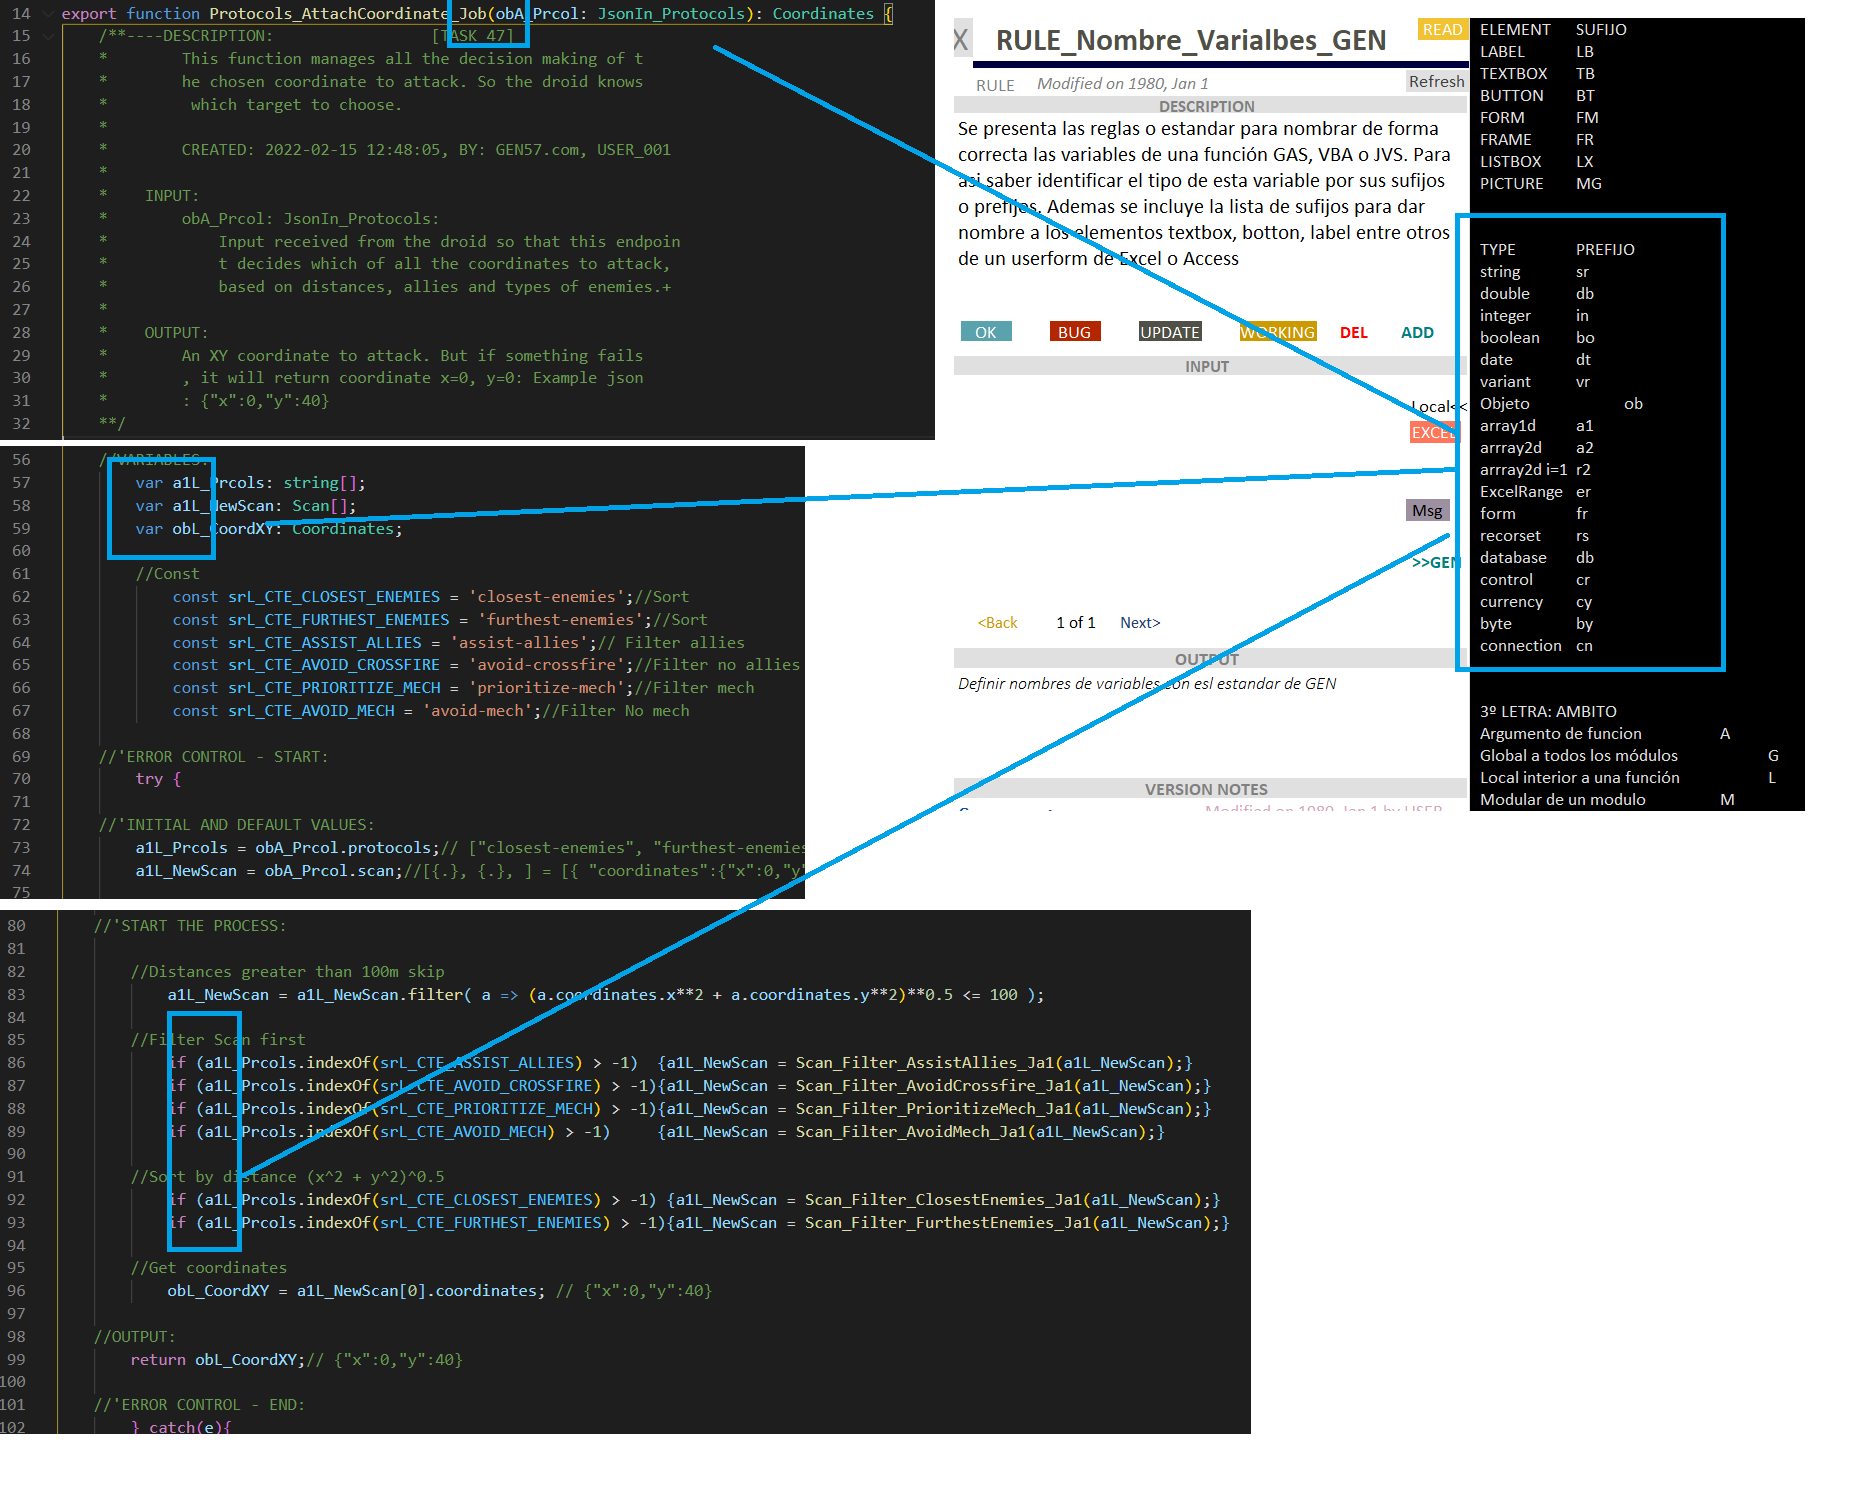 14 export function Protocols_AttachCoordinate_Job(obA_Prcol: JsonIn_Protocols): Coordinates {
15 /**----DESCRIPTION: [TASK 47]
16 * This function manages all the decision making of t
17 * he chosen coordinate to attack. So the droid knows
18 * which target to choose.
19 *
20 * CREATED: 2022-02-15 12:48:05, BY: GEN57.com, USER_001
21 *
22 * INPUT:
23 * obA_Prcol: JsonIn_Protocols:
24 * Input received from the droid so that this endpoin
25 * t decides which of all the coordinates to attack,
26 * based on distances, allies and types of enemies.+
27 *
28 * OUTPUT:
29 * An XY coordinate to attack. But if something fails
30 * , it will return coordinate x=0, y=0: Example json
31 * : {"x":0,"y":40}
32 **/
56 //VARIABLES:
57 var a1L_Prcols: string[];
58 var a1L_NewScan: Scan[];
59 var obL_CoordXY: Coordinates;
60
61 //Const
62 const srL_CTE_CLOSEST_ENEMIES = 'closest-enemies';//Sort
63 const srL_CTE_FURTHEST_ENEMIES = 'furthest-enemies';//Sort
64 const srL_CTE_ASSIST_ALLIES = 'assist-allies';// Filter allies
65 const srL_CTE_AVOID_CROSSFIRE = 'avoid-crossfire';//Filter no allies
66 const srL_CTE_PRIORITIZE_MECH = 'prioritize-mech';//Filter mech
67 const srL_CTE_AVOID_MECH = 'avoid-mech';//Filter No mech
68
69 //'ERROR CONTROL - START:
70 try {
71
72 //'INITIAL AND DEFAULT VALUES:
73 a1L_Prcols = obA_Prcol.protocols;// ["closest-enemies", "furthest-enemies
74 a1L_NewScan = obA_Prcol.scan;//[{.}, {.}, ] = [{ "coordinates":{"x":0,"y"
75
80 //'START THE PROCESS:
81
82 //Distances greater than 100m skip
83 a1L_NewScan = a1L_NewScan.filter( a => (a.coordinates.x**2 + a.coordinates.y**2)**0.5 <= 100 );
84
85 //Filter Scan first
86 if (a1L_Prcols.indexOf(srL_CTE_ASSIST_ALLIES) > -1) {a1L_NewScan = Scan_Filter_AssistAllies_Ja1(a1L_NewScan);}
87 if (a1L_Prcols.indexOf(srL_CTE_AVOID_CROSSFIRE) > -1){a1L_NewScan = Scan_Filter_AvoidCrossfire_Ja1(a1L_NewScan);}
88 if (a1L_Prcols.indexOf(srL_CTE_PRIORITIZE_MECH) > -1){a1L_NewScan = Scan_Filter_PrioritizeMech_Ja1(a1L_NewScan);}
89 if (a1L_Prcols.indexOf(srL_CTE_AVOID_MECH) > -1) {a1L_NewScan = Scan_Filter_AvoidMech_Ja1(a1L_NewScan);}
90
91 //Sort by distance (x^2 + y^2)^0.5
92 if (a1L_Prcols.indexOf(srL_CTE_CLOSEST_ENEMIES) > -1) {a1L_NewScan = Scan_Filter_ClosestEnemies_Ja1(a1L_NewScan);}
93 if (a1L_Prcols.indexOf(srL_CTE_FURTHEST_ENEMIES) > -1){a1L_NewScan = Scan_Filter_FurthestEnemies_Ja1(a1L_NewScan);}
94
95 //Get coordinates
96 obL_CoordXY = a1L_NewScan[0].coordinates; // {"x":0,"y":40}
97
98 //OUTPUT:
99 return obL_CoordXY;// {"x":0,"y":40}
100
101 //'ERROR CONTROL - END:
102 } catch(e){
X RULE_Nombre_Varialbes_GEN READ
RULE Modified on 1980, Jan 1 Refresh
DESCRIPTION
Se presenta las reglas o estandar para nombrar de forma
correcta las variables de una función GAS, VBA o JVS. Para
asi saber identificar el tipo de esta variable por sus sufijos
o prefijos. Ademas se incluye la lista de sufijos para dar
nombre a los elementos textbox, botton, label entre otros
de un userform de Excel o Access
OK BUG UPDATE WORKING DEL ADD
INPUT
Local<<
EXCEL
Msg
>>GEN
<Back 1 of 1 Next>
OUTPUT
Definir nombres de variables con esl estandar de GEN
VERSION NOTES
Modified on 1980, Jan 1 by USER
ELEMENT SUFIJO
LABEL LB
TEXTBOX TB
BUTTON BT
FORM FM
FRAME FR
LISTBOX LX
PICTURE MG
TYPE PREFIJO
string sr
double db
integer in
boolean bo
date dt
variant vr
Objeto ob
array1d a1
arrray2d a2
arrray2d i=1 r2
ExcelRange er
form fr
recorset rs
database db
control cr
currency cy
byte by
connection cn
3º LETRA: AMBITO
Argumento de funcion A
Global a todos los módulos G
Local interior a una función L
Modular de un modulo M